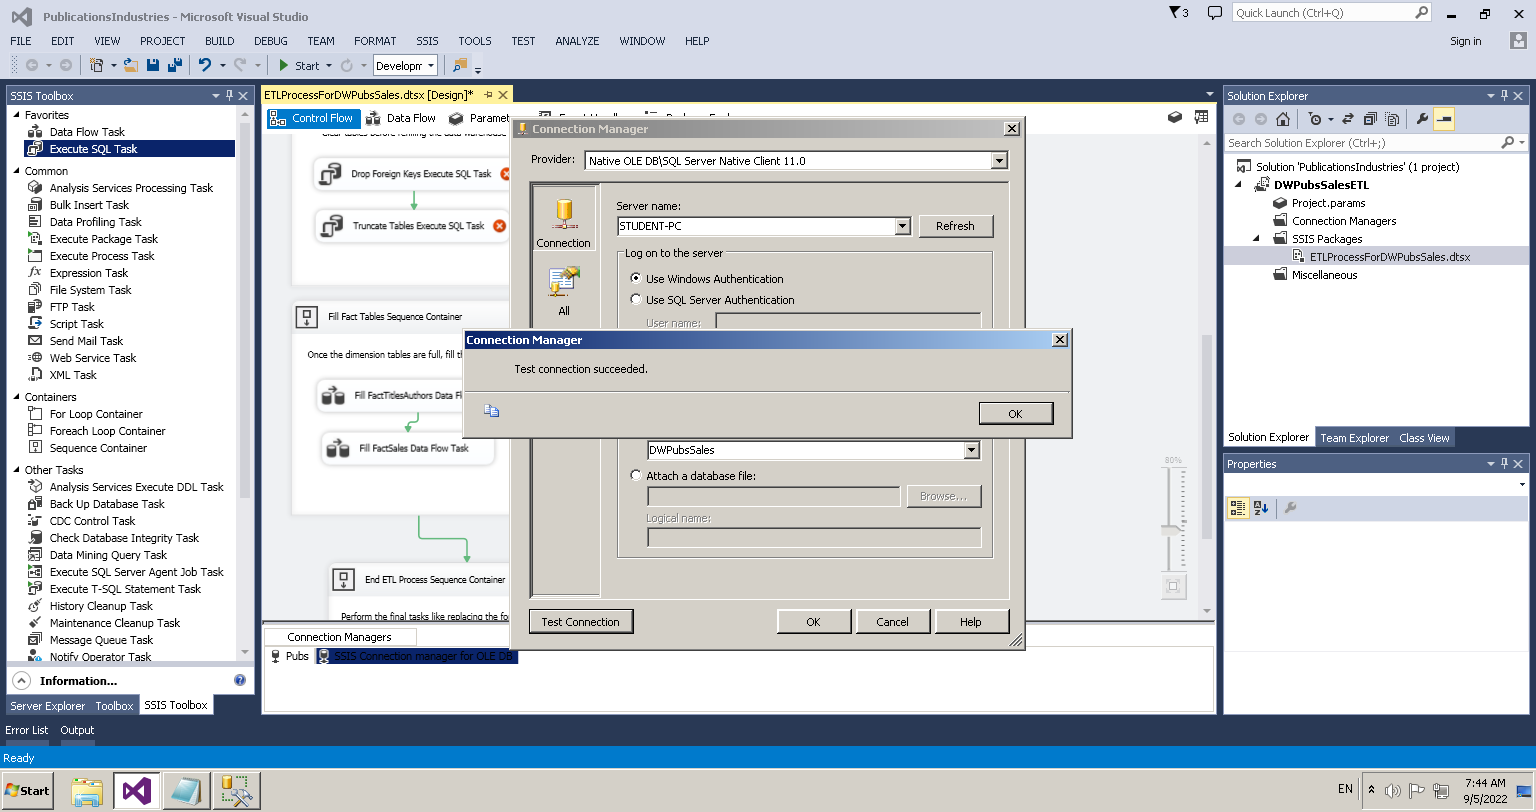 PublicationsIndustries - Microsoft Visual Studio
3
Quick Launch (Ctrl+Q)
FILE EDIT VIEW PROJECT BUILD DEBUG TEAM FORMAT SSIS TOOLS TEST ANALYZE WINDOW HELP
Sign in
Start
Developm
SSIS Toolbox
Favorites
Data Flow Task
Execute SQL Task
Common
Analysis Services Processing Task
Bulk Insert Task
Data Profiling Task
Execute Package Task
Execute Process Task
Expression Task
File System Task
FTP Task
Script Task
Send Mail Task
Web Service Task
XML Task
Containers
For Loop Container
Foreach Loop Container
Sequence Container
Other Tasks
Analysis Services Execute DDL Task
Back Up Database Task
CDC Control Task
Check Database Integrity Task
Data Mining Query Task
Execute SQL Server Agent Job Task
Execute T-SQL Statement Task
History Cleanup Task
Maintenance Cleanup Task
Message Queue Task
Notify Operator Task
Information...
Server Explorer Toolbox SSIS Toolbox
ETLProcessForDWPubsSales.dtsx [Design]*
Control Flow
Data Flow
Paramet
Drop Foreign Keys Execute SQL Task
Truncate Tables Execute SQL Task
Fill Fact Tables Sequence Container
Once the dimension tables are full, fill th
Fill FactTitlesAuthors Data Fl
Fill FactSales Data Flow Task
End ETL Process Sequence Container
Perform the final tasks like replacing the fo
80%
Connection Managers
Pubs
SSIS Connection manager for OLE DB
Connection Manager
Provider:
Native OLE DB\SQL Server Native Client 11.0
Connection
All
Server name:
STUDENT-PC
Refresh
Log on to the server
Use Windows Authentication
Use SQL Server Authentication
User name:
Connection Manager
Test connection succeeded.
OK
DWPubsSales
Attach a database file:
Browse...
Logical name:
Test Connection
OK
Cancel
Help
Solution Explorer
Search Solution Explorer (Ctrl+;)
Solution 'PublicationsIndustries' (1 project)
DWPubsSalesETL
Project.params
Connection Managers
SSIS Packages
ETLProcessForDWPubsSales.dtsx
Miscellaneous
Solution Explorer Team Explorer Class View
Properties
Error List Output
Ready
Start
EN
7:44 AM
9/5/2022